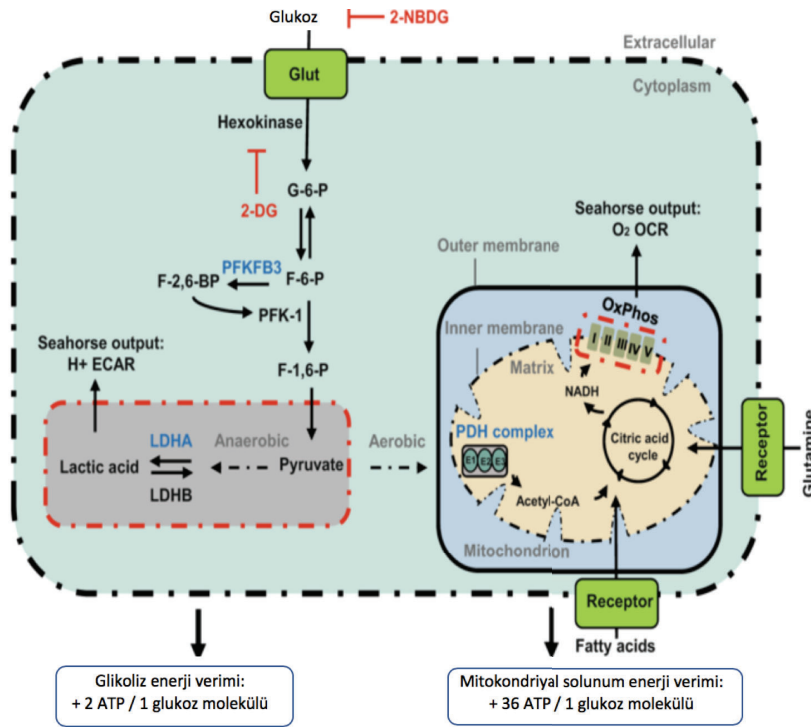 Glukoz
2-NBDG
Extracellular
Glut
Cytoplasm
Hexokinase
G-6-P
2-DG
Seahorse output:
O₂ OCR
Outer membrane
PFKFB3
F-2,6-BP
F-6-P
PFK-1
OxPhos
I II III IV V
Inner membrane
Seahorse output:
H+ ECAR
F-1,6-P
Matrix
NADH
LDHA
Anaerobic
Aerobic
PDH complex
Citric acid
cycle
Receptor
Glutamine
Lactic acid
Pyruvate
E1 E2 E3
LDHB
Acetyl-CoA
Mitochondrion
Receptor
Fatty acids
Glikoliz enerji verimi:
+ 2 ATP / 1 glukoz molekülü
Mitokondriyal solunum enerji verimi:
+ 36 ATP / 1 glukoz molekülü